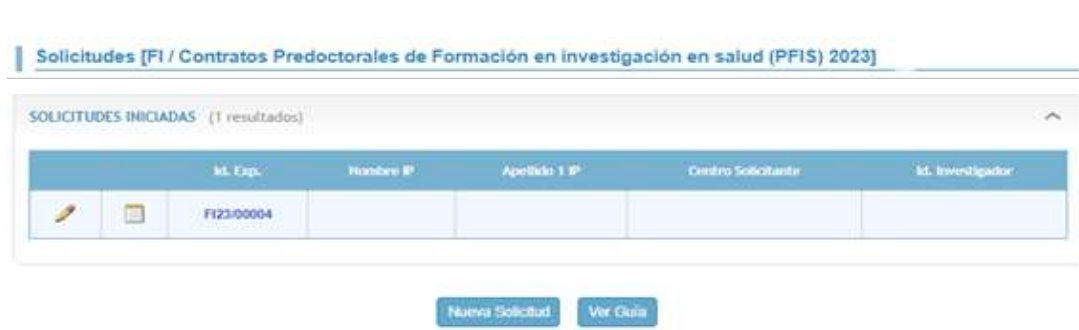 Solicitudes [FI / Contratos Predoctorales de Formación en investigación en salud (PFIS) 2023]
SOLICITUDES INICIADAS (1 resultados)
Id. Exp. Nombre IP Apellido 1 IP Centro Solicitante Id. Investigador
FI23/00004
Nueva Solicitud Ver Guía